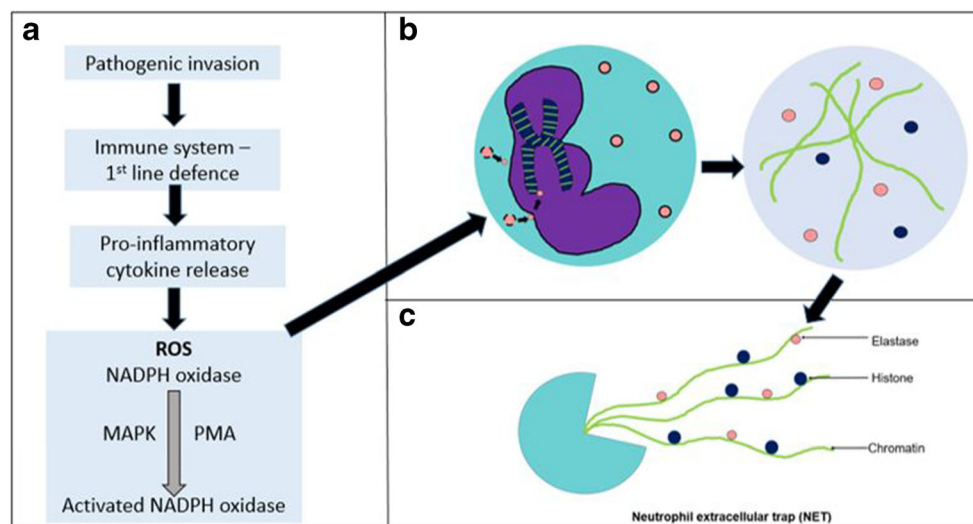 a
Pathogenic invasion
Immune system –
1st line defence
Pro-inflammatory
cytokine release
ROS
NADPH oxidase
MAPK PMA
Activated NADPH oxidase
b
c
Elastase
Histone
Chromatin
Neutrophil extracellular trap (NET)